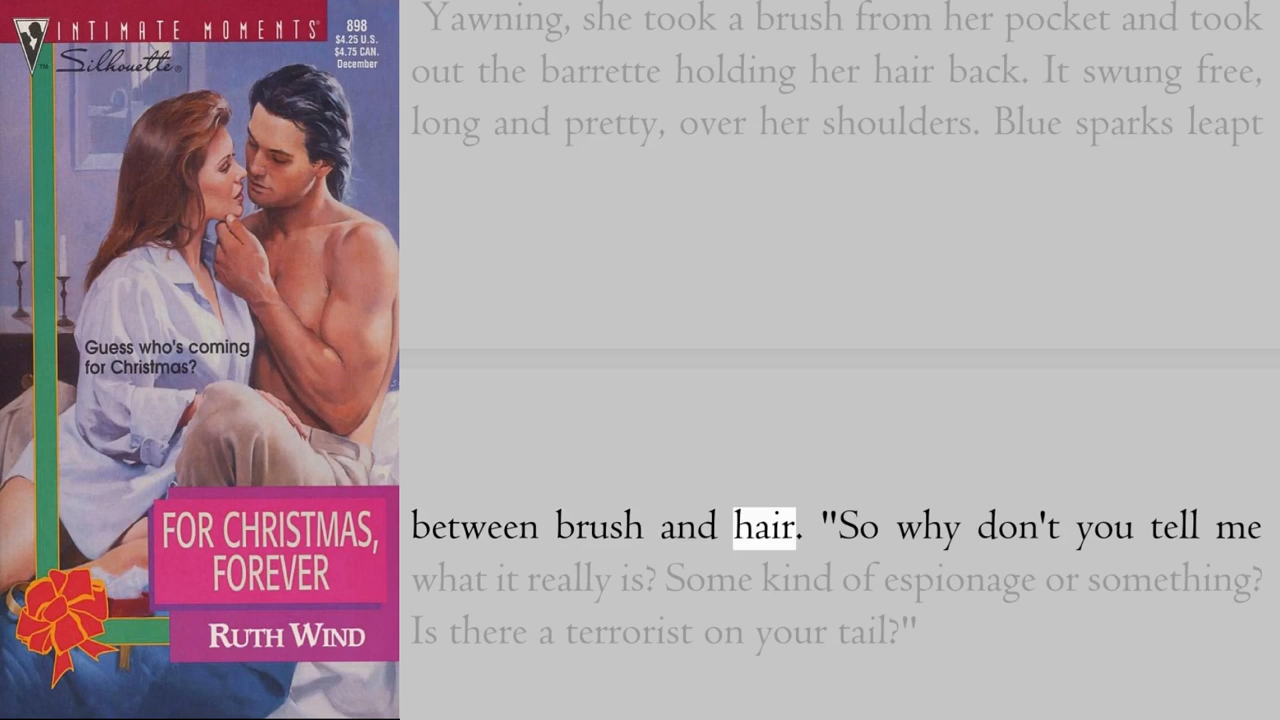 INTIMATE MOMENTS®
898
$4.25 U.S.
$4.75 CAN.
December
TM
Silhouette®
Guess who's coming
for Christmas?
FOR CHRISTMAS,
FOREVER
RUTH WIND
Yawning, she took a brush from her pocket and took
out the barrette holding her hair back. It swung free,
long and pretty, over her shoulders. Blue sparks leapt
between brush and hair. "So why don't you tell me
what it really is? Some kind of espionage or something?
Is there a terrorist on your tail?"